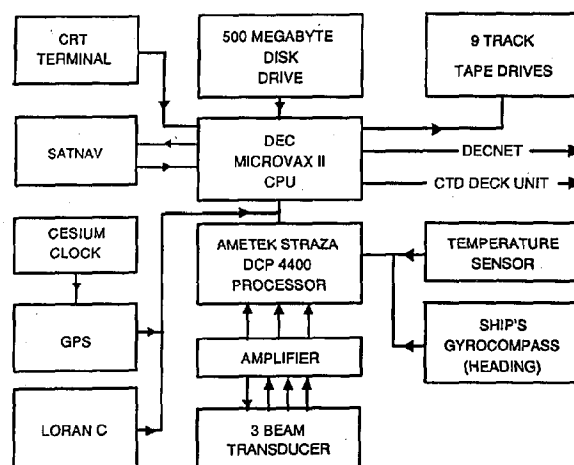 CRT
TERMINAL
500 MEGABYTE
DISK
DRIVE
9 TRACK
TAPE DRIVES
SATNAV
DEC
MICROVAX II
CPU
DECNET
CTD DECK UNIT
CESIUM
CLOCK
AMETEK STRAZA
DCP 4400
PROCESSOR
TEMPERATURE
SENSOR
GPS
AMPLIFIER
SHIP'S
GYROCOMPASS
(HEADING)
LORAN C
3 BEAM
TRANSDUCER